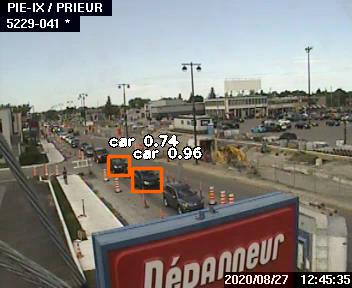 PIE-IX / PRIEUR
5229-041 *
car 0.74
car 0.96
Dépanneur
2020/08/27 12:45:35